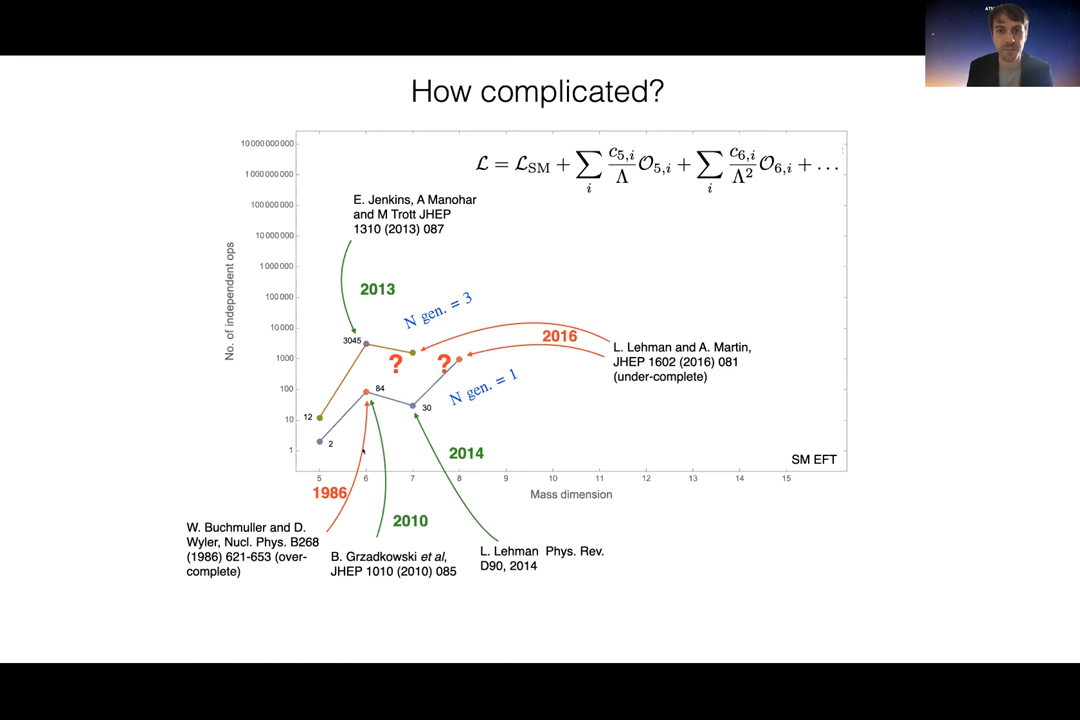 How complicated?
10 000 000 000
1 000 000 000
100 000 000
10 000 000
1 000 000
100 000
10 000
1000
100
10
1
No. of independent ops
ℒ = ℒ_SM + ∑_i c_{5,i}/Λ 𝒪_{5,i} + ∑_i c_{6,i}/Λ² 𝒪_{6,i} + …
E. Jenkins, A Manohar
and M Trott JHEP
1310 (2013) 087
2013
N gen. = 3
3045
?
?
2016
L. Lehman and A. Martin,
JHEP 1602 (2016) 081
(under-complete)
N gen. = 1
84
12
30
2
2014
SM EFT
5 6 7 8 9 10 11 12 13 14 15
Mass dimension
1986
2010
W. Buchmuller and D.
Wyler, Nucl. Phys. B268
(1986) 621-653 (over-
complete)
B. Grzadkowski et al,
JHEP 1010 (2010) 085
L. Lehman Phys. Rev.
D90, 2014